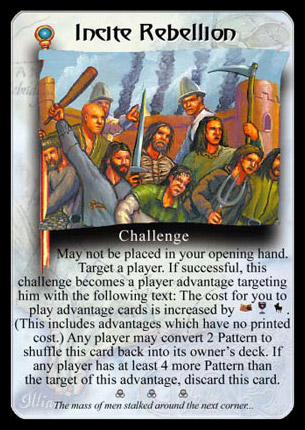 Incite Rebellion
Challenge
May not be placed in your opening hand.
Target a player. If successful, this
challenge becomes a player advantage targeting
him with the following text: The cost for you to
play advantage cards is increased by .
(This includes advantages which have no printed
cost.) Any player may convert 2 Pattern to
shuffle this card back into its owner's deck. If
any player has at least 4 more Pattern than
the target of this advantage, discard this card.
The mass of men stalked around the next corner...